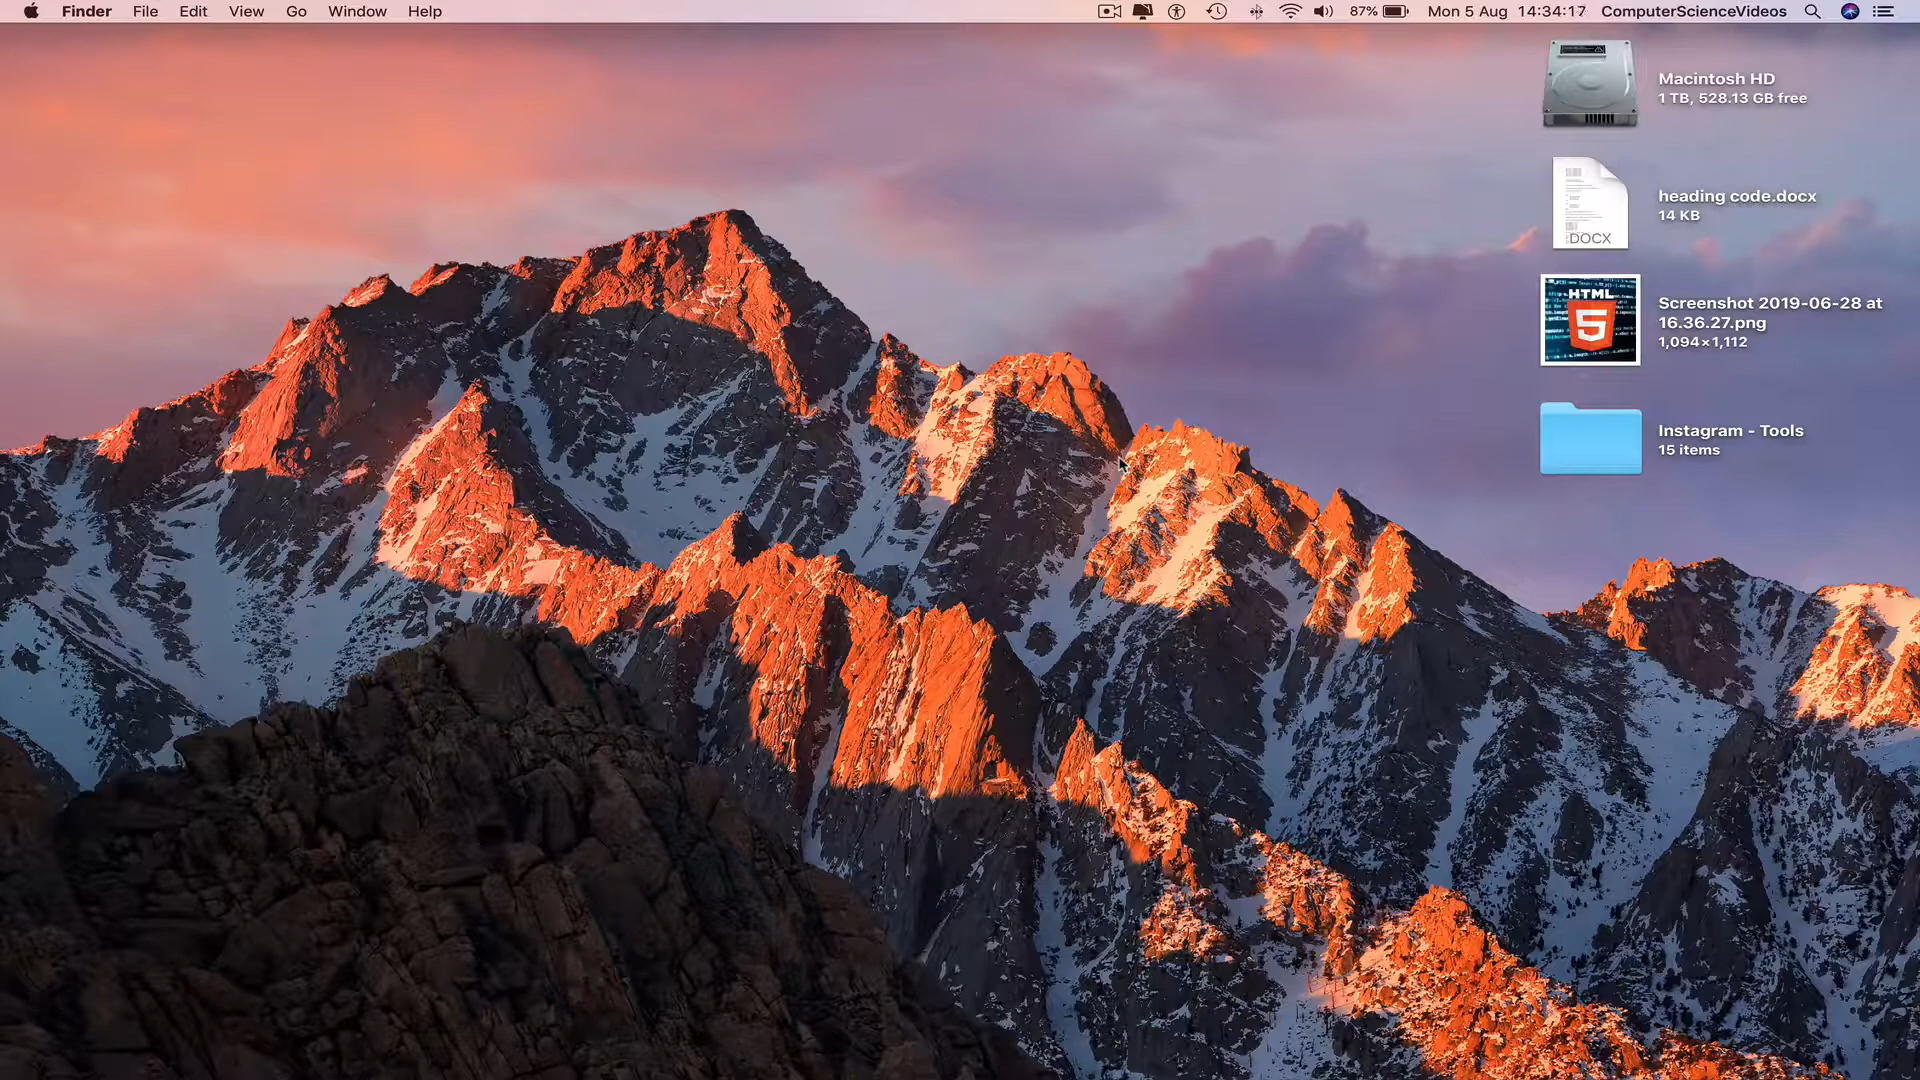 Finder File Edit View Go Window Help 87% Mon 5 Aug 14:34:17 ComputerScienceVideos
Macintosh HD
1 TB, 528.13 GB free
heading code.docx
14 KB
DOCX
HTML
5
Screenshot 2019-06-28 at
16.36.27.png
1,094×1,112
Instagram - Tools
15 items